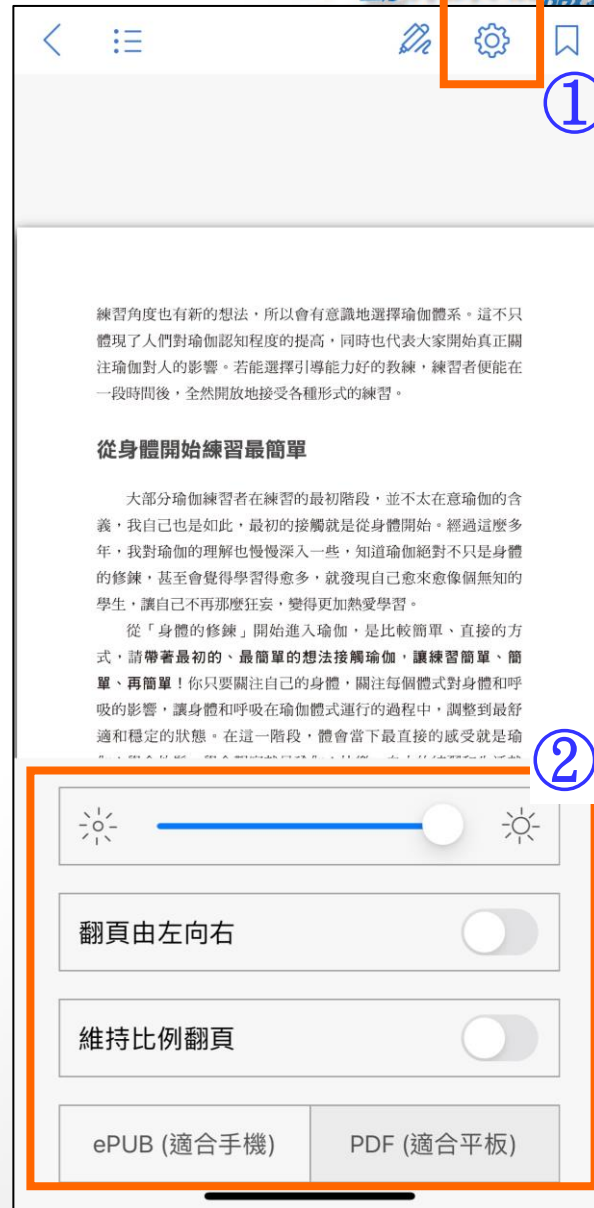 ①
練習角度也有新的想法，所以會有意識地選擇瑜伽體系。這不只
體現了人們對瑜伽認知程度的提高，同時也代表大家開始真正關
注瑜伽對人的影響。若能選擇引導能力好的教練，練習者便能在
一段時間後，全然開放地接受各種形式的練習。
從身體開始練習最簡單
大部分瑜伽練習者在練習的最初階段，並不太在意瑜伽的含
義，我自己也是如此，最初的接觸就是從身體開始。經過這麼多
年，我對瑜伽的理解也慢慢深入一些，知道瑜伽絕對不只是身體
的修鍊，甚至會覺得學習得愈多，就發現自己愈來愈像個無知的
學生，讓自己不再那麼狂妄，變得更加熱愛學習。
從「身體的修鍊」開始進入瑜伽，是比較簡單、直接的方
式，請帶著最初的、最簡單的想法接觸瑜伽，讓練習簡單、簡
單、再簡單！你只要關注自己的身體，關注每個體式對身體和呼
吸的影響，讓身體和呼吸在瑜伽體式運行的過程中，調整到最舒
適和穩定的狀態。在這一階段，體會當下最直接的感受就是瑜
②
翻頁由左向右
維持比例翻頁
ePUB (適合手機) PDF (適合平板)